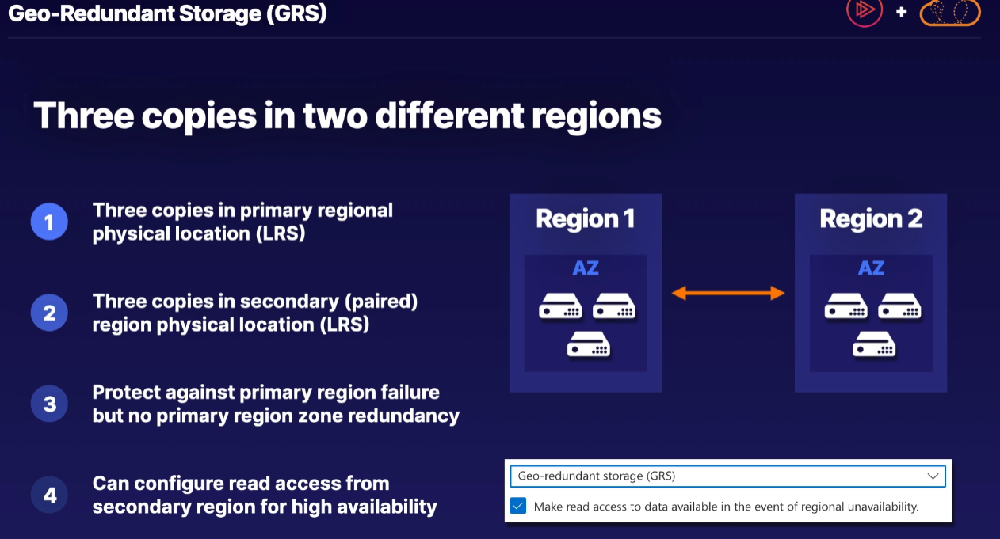 Geo-Redundant Storage (GRS)
+
Three copies in two different regions
1
Three copies in primary regional
physical location (LRS)
2
Three copies in secondary (paired)
region physical location (LRS)
3
Protect against primary region failure
but no primary region zone redundancy
4
Can configure read access from
secondary region for high availability
Region 1
AZ
Region 2
AZ
Geo-redundant storage (GRS)
Make read access to data available in the event of regional unavailability.